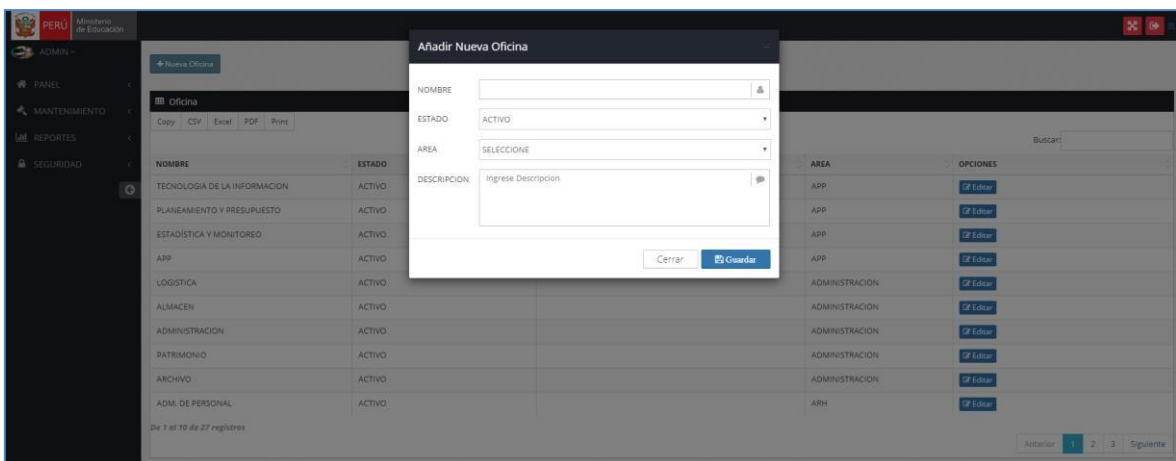 PERÚ
Ministerio
de Educación
ADMIN
PANEL
MANTENIMIENTO
REPORTES
SEGURIDAD
+Nueva Oficina
Oficina
Copy CSV Excel PDF Print
Buscar:
NOMBRE ESTADO AREA OPCIONES
TECNOLOGIA DE LA INFORMACION ACTIVO APP Editar
PLANEAMIENTO Y PRESUPUESTO ACTIVO APP Editar
ESTADÍSTICA Y MONITOREO ACTIVO APP Editar
APP ACTIVO APP Editar
LOGISTICA ACTIVO ADMINISTRACION Editar
ALMACEN ACTIVO ADMINISTRACION Editar
ADMINISTRACION ACTIVO ADMINISTRACION Editar
PATRIMONIO ACTIVO ADMINISTRACION Editar
ARCHIVO ACTIVO ADMINISTRACION Editar
ADM. DE PERSONAL ACTIVO ARH Editar
De 1 al 10 de 27 registros
Anterior 1 2 3 Siguiente
Añadir Nueva Oficina
NOMBRE
ESTADO ACTIVO
AREA SELECCIONE
DESCRIPCION Ingrese Descripcion
Cerrar Guardar